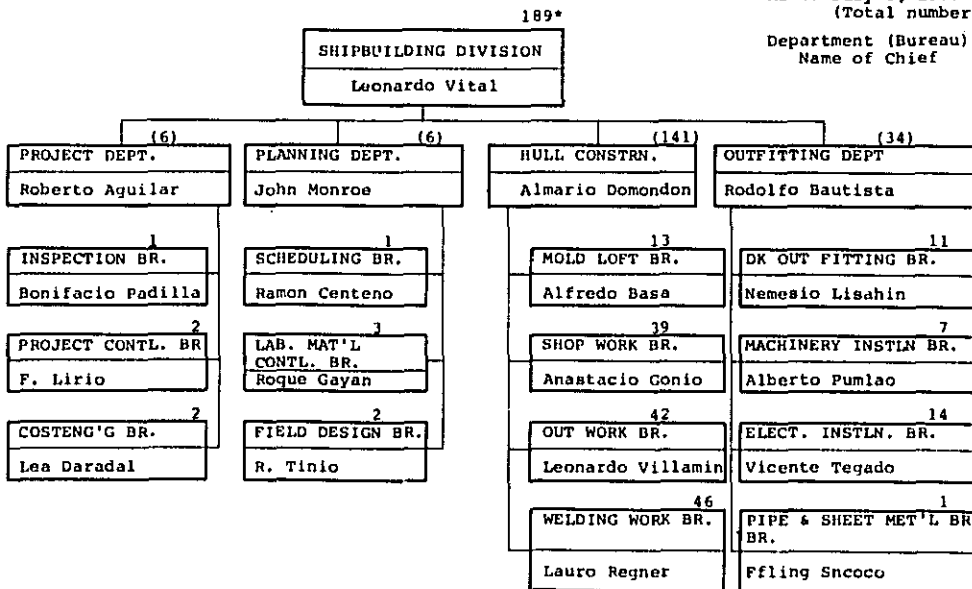 189*
(Total number
Department (Bureau)
Name of Chief
SHIPBUILDING DIVISION
Leonardo Vital
(6)
PROJECT DEPT.
Roberto Aguilar
(6)
PLANNING DEPT.
John Monroe
(141)
HULL CONSTRN.
Almario Domondon
(34)
OUTFITTING DEPT
Rodolfo Bautista
1
INSPECTION BR.
Bonifacio Padilla
2
PROJECT CONTL. BR
F. Lirio
2
COSTENG'G BR.
Lea Daradal
1
SCHEDULING BR.
Ramon Centeno
3
LAB. MAT'L
CONTL. BR.
Roque Gayan
2
FIELD DESIGN BR.
R. Tinio
13
MOLD LOFT BR.
Alfredo Basa
39
SHOP WORK BR.
Anastacio Gonio
42
OUT WORK BR.
Leonardo Villamin
46
WELDING WORK BR.
Lauro Regner
11
DK OUT FITTING BR.
Nemesio Lisahin
7
MACHINERY INSTLN BR.
Alberto Pumlao
14
ELECT. INSTLN. BR.
Vicente Tegado
1
PIPE & SHEET MET'L BR
BR.
Ffling Sncoco